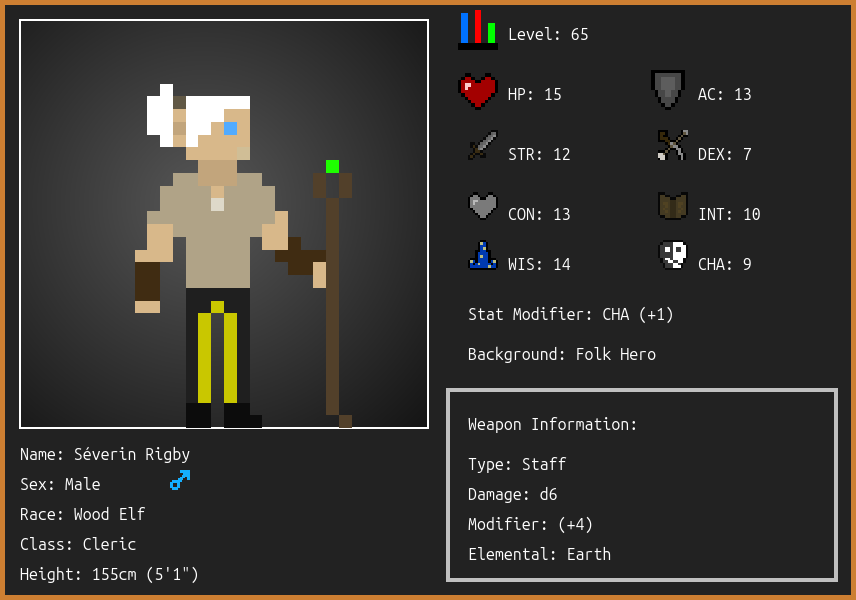 Level: 65
HP: 15
AC: 13
STR: 12
DEX: 7
CON: 13
INT: 10
WIS: 14
CHA: 9
Stat Modifier: CHA (+1)
Background: Folk Hero
Weapon Information:
Type: Staff
Damage: d6
Modifier: (+4)
Elemental: Earth
Name: Séverin Rigby
Sex: Male
Race: Wood Elf
Class: Cleric
Height: 155cm (5'1")